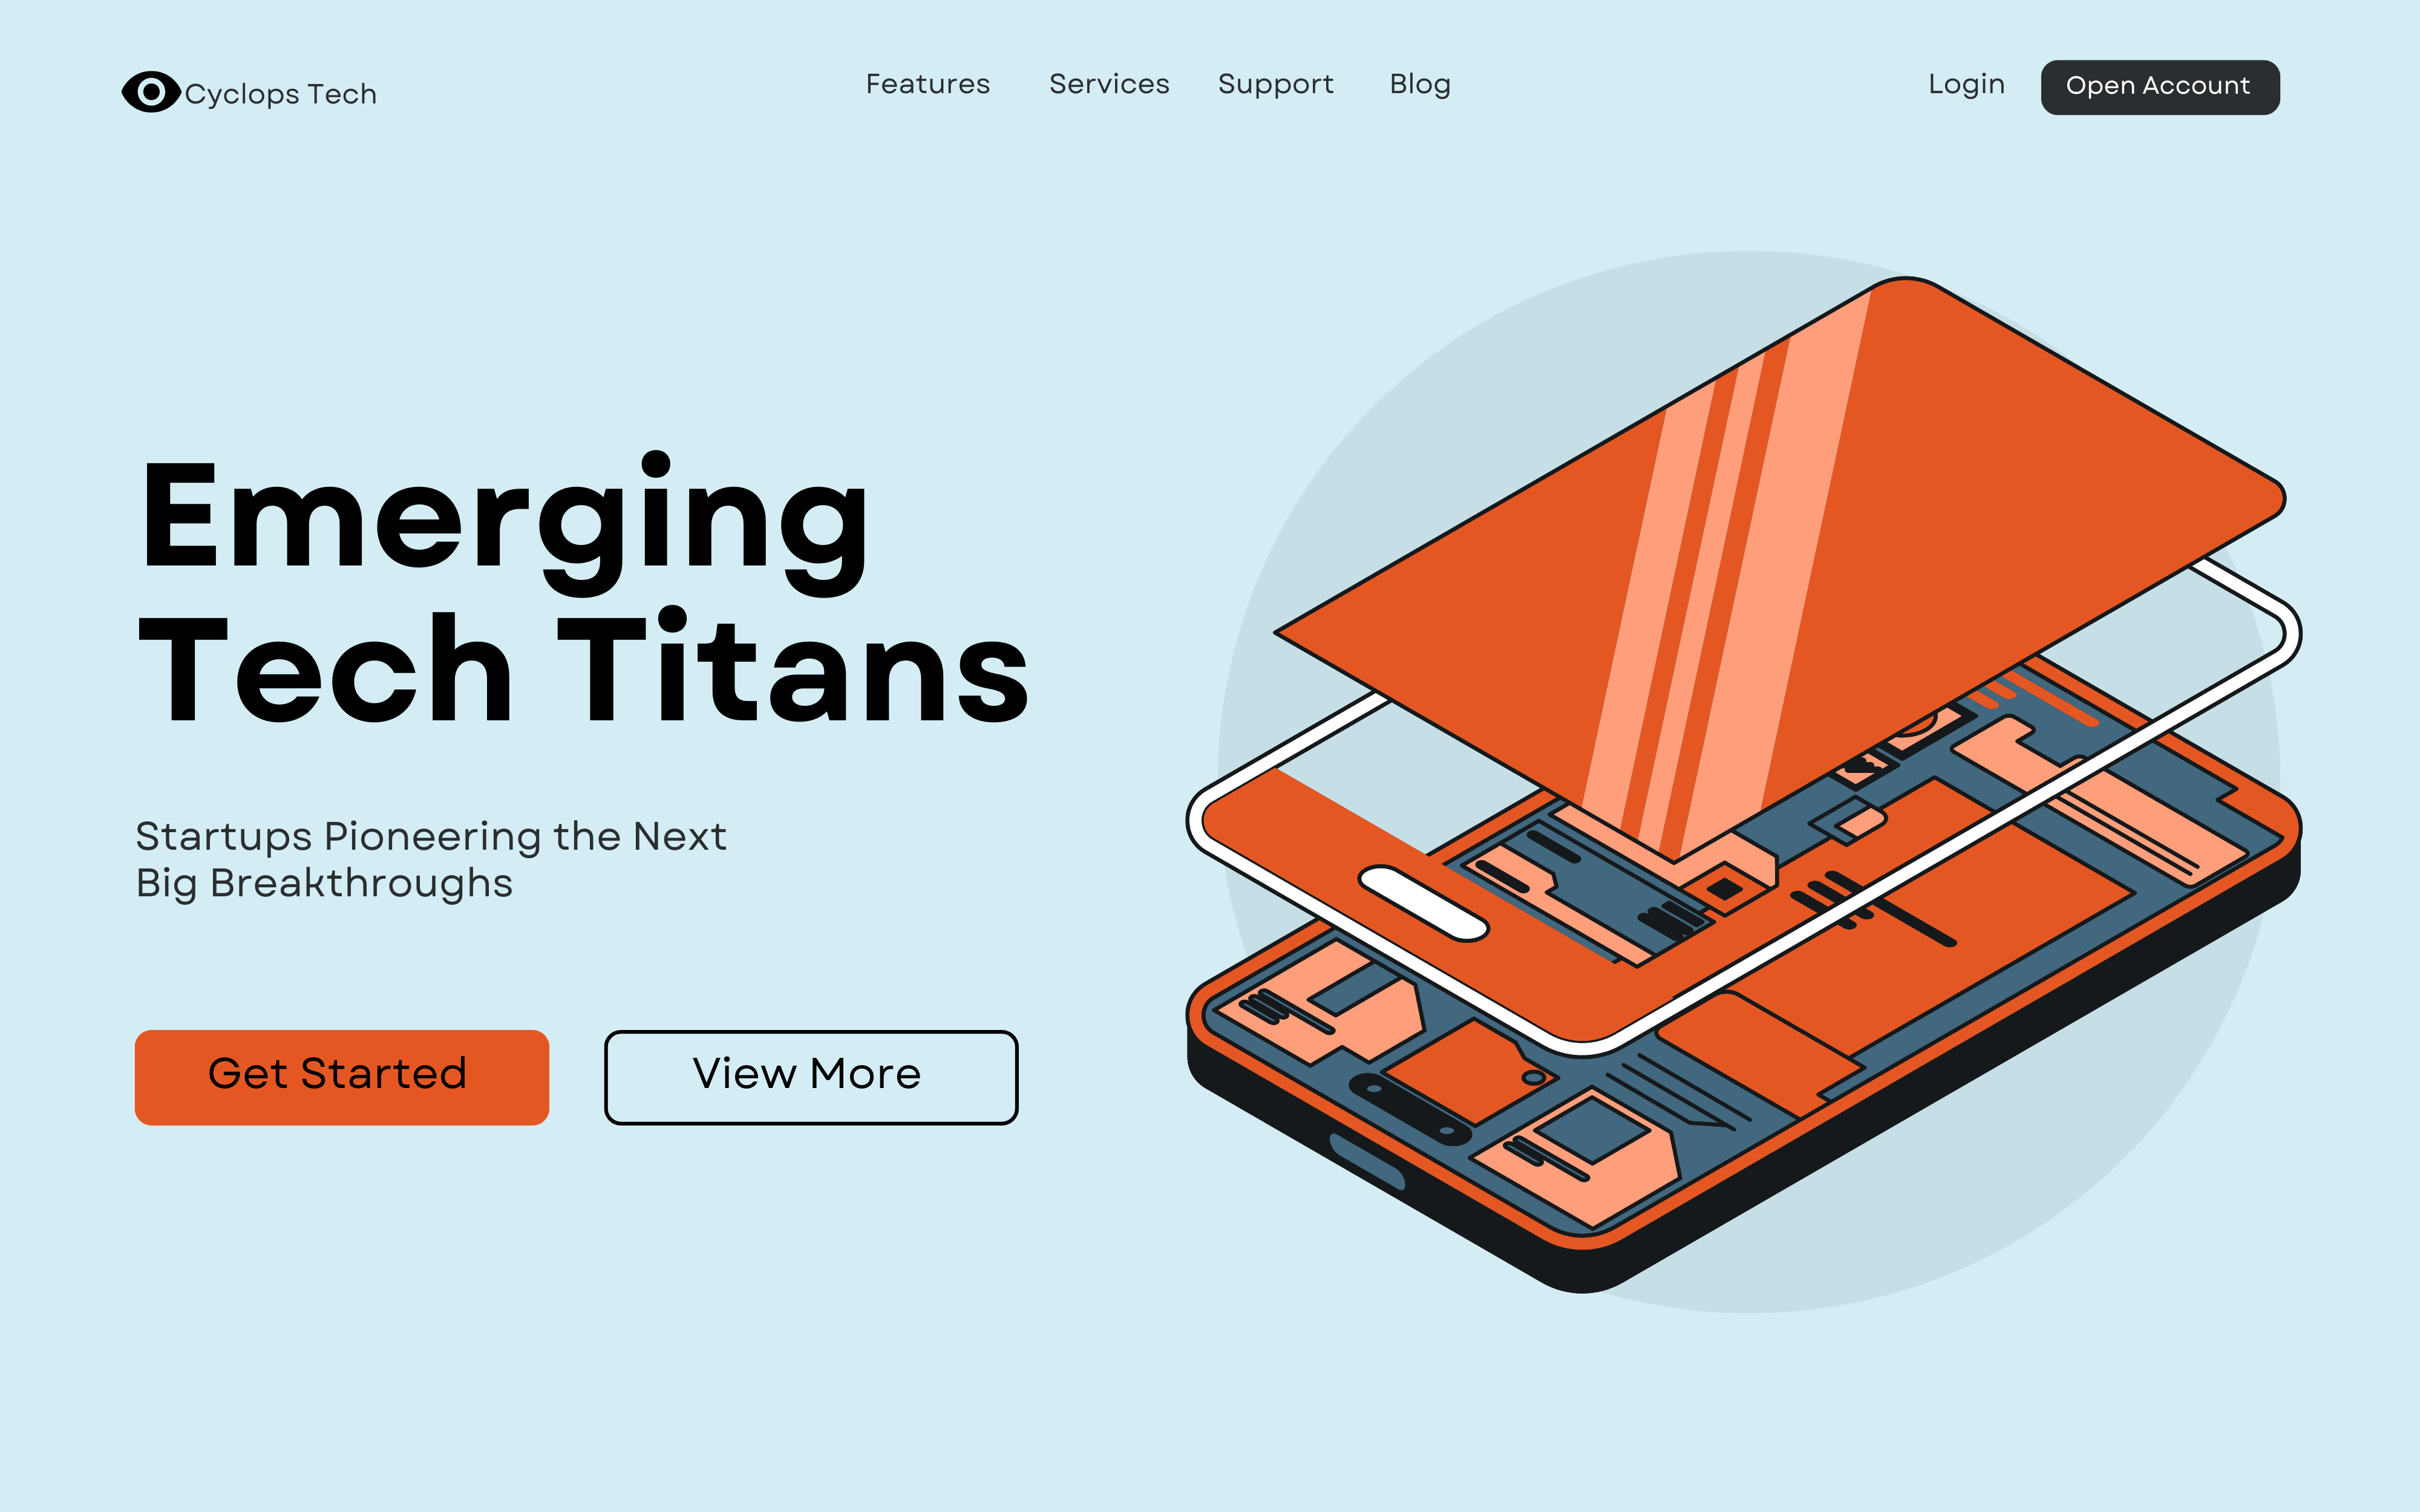 Cyclops Tech
Features
Services
Support
Blog
Login
Open Account
Emerging
Tech Titans
Startups Pioneering the Next
Big Breakthroughs
Get Started
View More